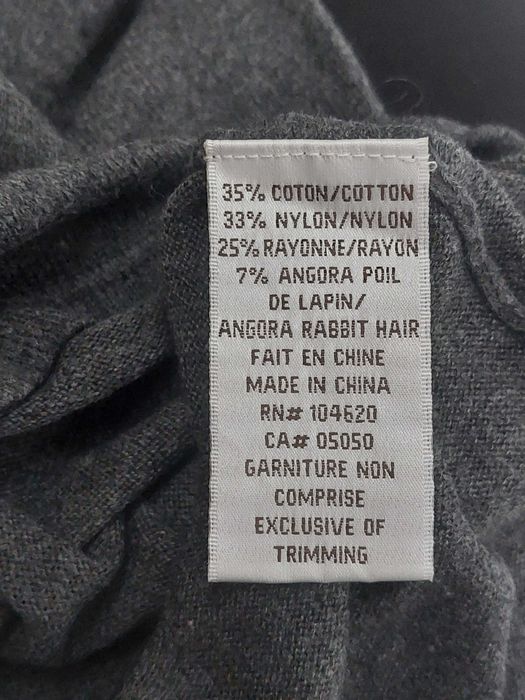 35% COTON/COTTON
33% NYLON/NYLON
25% RAYONNE/RAYON
7% ANGORA POIL
DE LAPIN/
ANGORA RABBIT HAIR
FAIT EN CHINE
MADE IN CHINA
RN# 104620
CA# 05050
GARNITURE NON
COMPRISE
EXCLUSIVE OF
TRIMMING